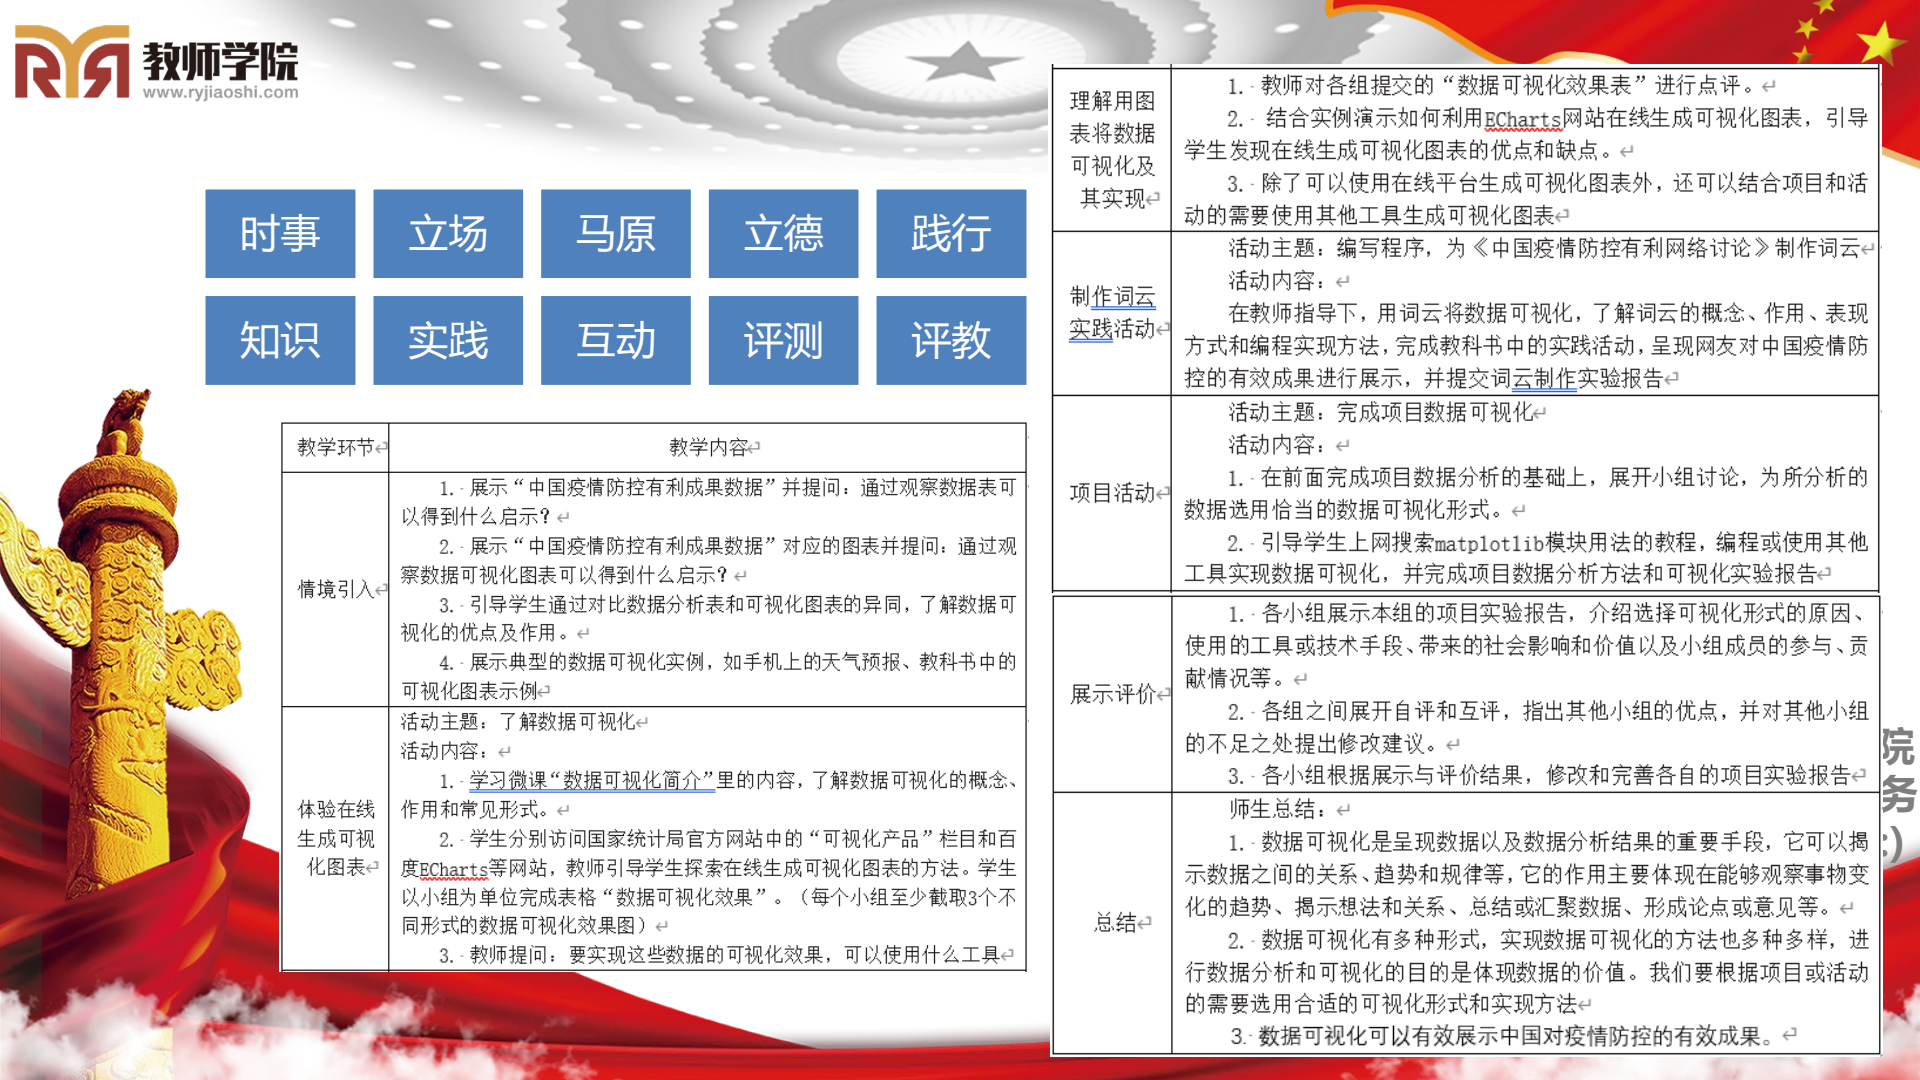 RYR 教师学院
www.ryjiaoshi.com
时事
立场
马原
立德
践行
知识
实践
互动
评测
评教
教学环节
教学内容
情境引入
1. 展示“中国疫情防控有利成果数据”并提问：通过观察数据表可
以得到什么启示？
2. 展示“中国疫情防控有利成果数据”对应的图表并提问：通过观
察数据可视化图表可以得到什么启示？
3. 引导学生通过对比数据分析表和可视化图表的异同，了解数据可
视化的优点及作用。
4. 展示典型的数据可视化实例，如手机上的天气预报、教科书中的
可视化图表示例
体验在线
生成可视
化图表
活动主题：了解数据可视化
活动内容：
1. 学习微课“数据可视化简介”里的内容，了解数据可视化的概念、
作用和常见形式。
2. 学生分别访问国家统计局官方网站中的“可视化产品”栏目和百
度ECharts等网站，教师引导学生探索在线生成可视化图表的方法。学生
以小组为单位完成表格“数据可视化效果”。（每个小组至少截取3个不
同形式的数据可视化效果图）
3. 教师提问：要实现这些数据的可视化效果，可以使用什么工具
理解用图
表将数据
可视化及
其实现
1. 教师对各组提交的“数据可视化效果表”进行点评。
2. 结合实例演示如何利用ECharts网站在线生成可视化图表，引导
学生发现在线生成可视化图表的优点和缺点。
3. 除了可以使用在线平台生成可视化图表外，还可以结合项目和活
动的需要使用其他工具生成可视化图表
制作词云
实践活动
活动主题：编写程序，为《中国疫情防控有利网络讨论》制作词云
活动内容：
在教师指导下，用词云将数据可视化，了解词云的概念、作用、表现
方式和编程实现方法，完成教科书中的实践活动，呈现网友对中国疫情防
控的有效成果进行展示，并提交词云制作实验报告
项目活动
活动主题：完成项目数据可视化
活动内容：
1. 在前面完成项目数据分析的基础上，展开小组讨论，为所分析的
数据选用恰当的数据可视化形式。
2. 引导学生上网搜索matplotlib模块用法的教程，编程或使用其他
工具实现数据可视化，并完成项目数据分析方法和可视化实验报告
展示评价
1. 各小组展示本组的项目实验报告，介绍选择可视化形式的原因、
使用的工具或技术手段、带来的社会影响和价值以及小组成员的参与、贡
献情况等。
2. 各组之间展开自评和互评，指出其他小组的优点，并对其他小组
的不足之处提出修改建议。
3. 各小组根据展示与评价结果，修改和完善各自的项目实验报告
总结
师生总结：
1. 数据可视化是呈现数据以及数据分析结果的重要手段，它可以揭
示数据之间的关系、趋势和规律等，它的作用主要体现在能够观察事物变
化的趋势、揭示想法和关系、总结或汇聚数据、形成论点或意见等。
2. 数据可视化有多种形式，实现数据可视化的方法也多种多样，进
行数据分析和可视化的目的是体现数据的价值。我们要根据项目或活动
的需要选用合适的可视化形式和实现方法
3. 数据可视化可以有效展示中国对疫情防控的有效成果。
院
务